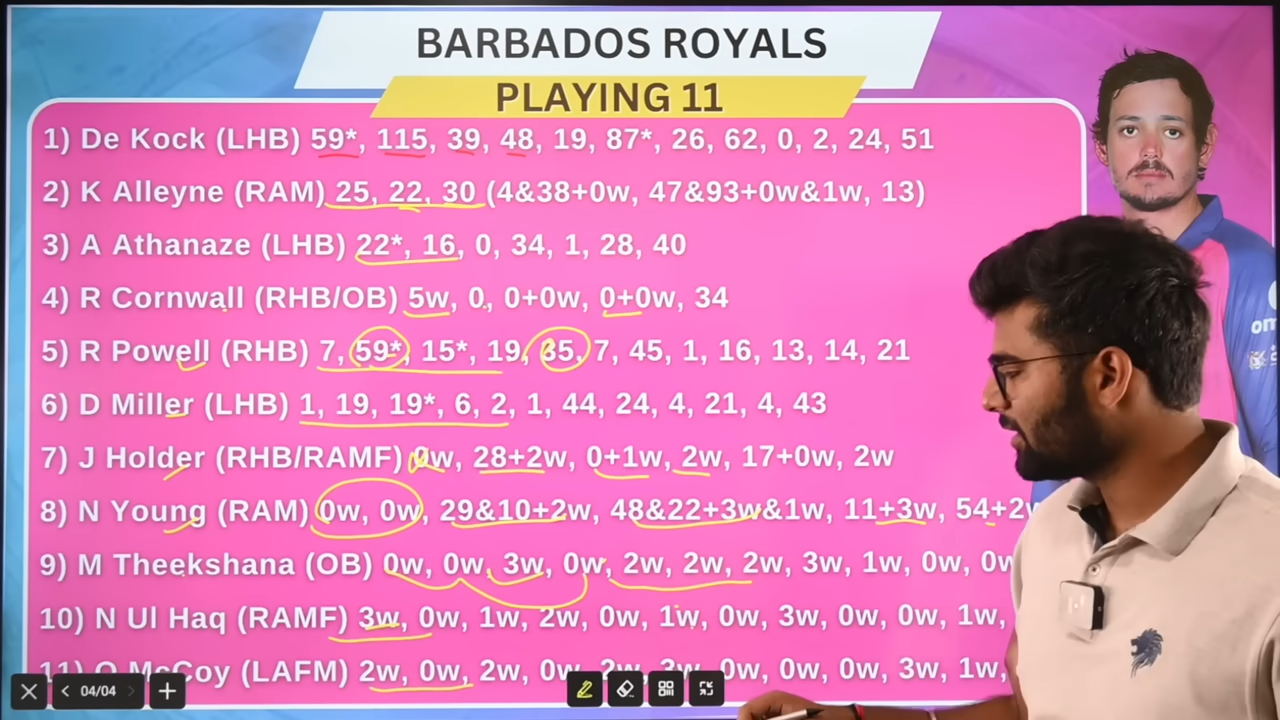 BARBADOS ROYALS
PLAYING 11
1) De Kock (LHB) 59*, 115, 39, 48, 19, 87*, 26, 62, 0, 2, 24, 51
2) K Alleyne (RAM) 25, 22, 30 (4&38+0w, 47&93+0w&1w, 13)
3) A Athanaze (LHB) 22*, 16, 0, 34, 1, 28, 40
4) R Cornwall (RHB/OB) 5w, 0, 0+0w, 0+0w, 34
5) R Powell (RHB) 7, 59*, 15*, 19, 35, 7, 45, 1, 16, 13, 14, 21
6) D Miller (LHB) 1, 19, 19*, 6, 2, 1, 44, 24, 4, 21, 4, 43
7) J Holder (RHB/RAMF) 0w, 28+2w, 0+1w, 2w, 17+0w, 2w
8) N Young (RAM) 0w, 0w, 29&10+2w, 48&22+3w&1w, 11+3w, 54+2w
9) M Theekshana (OB) 0w, 0w, 3w, 0w, 2w, 2w, 2w, 3w, 1w, 0w, 0w
10) N Ul Haq (RAMF) 3w, 0w, 1w, 2w, 0w, 1w, 0w, 3w, 0w, 0w, 1w,
11) O McCoy (LAFM) 2w, 0w, 2w, 0w, 2w, 3w, 0w, 0w, 0w, 3w, 1w,
04/04
om